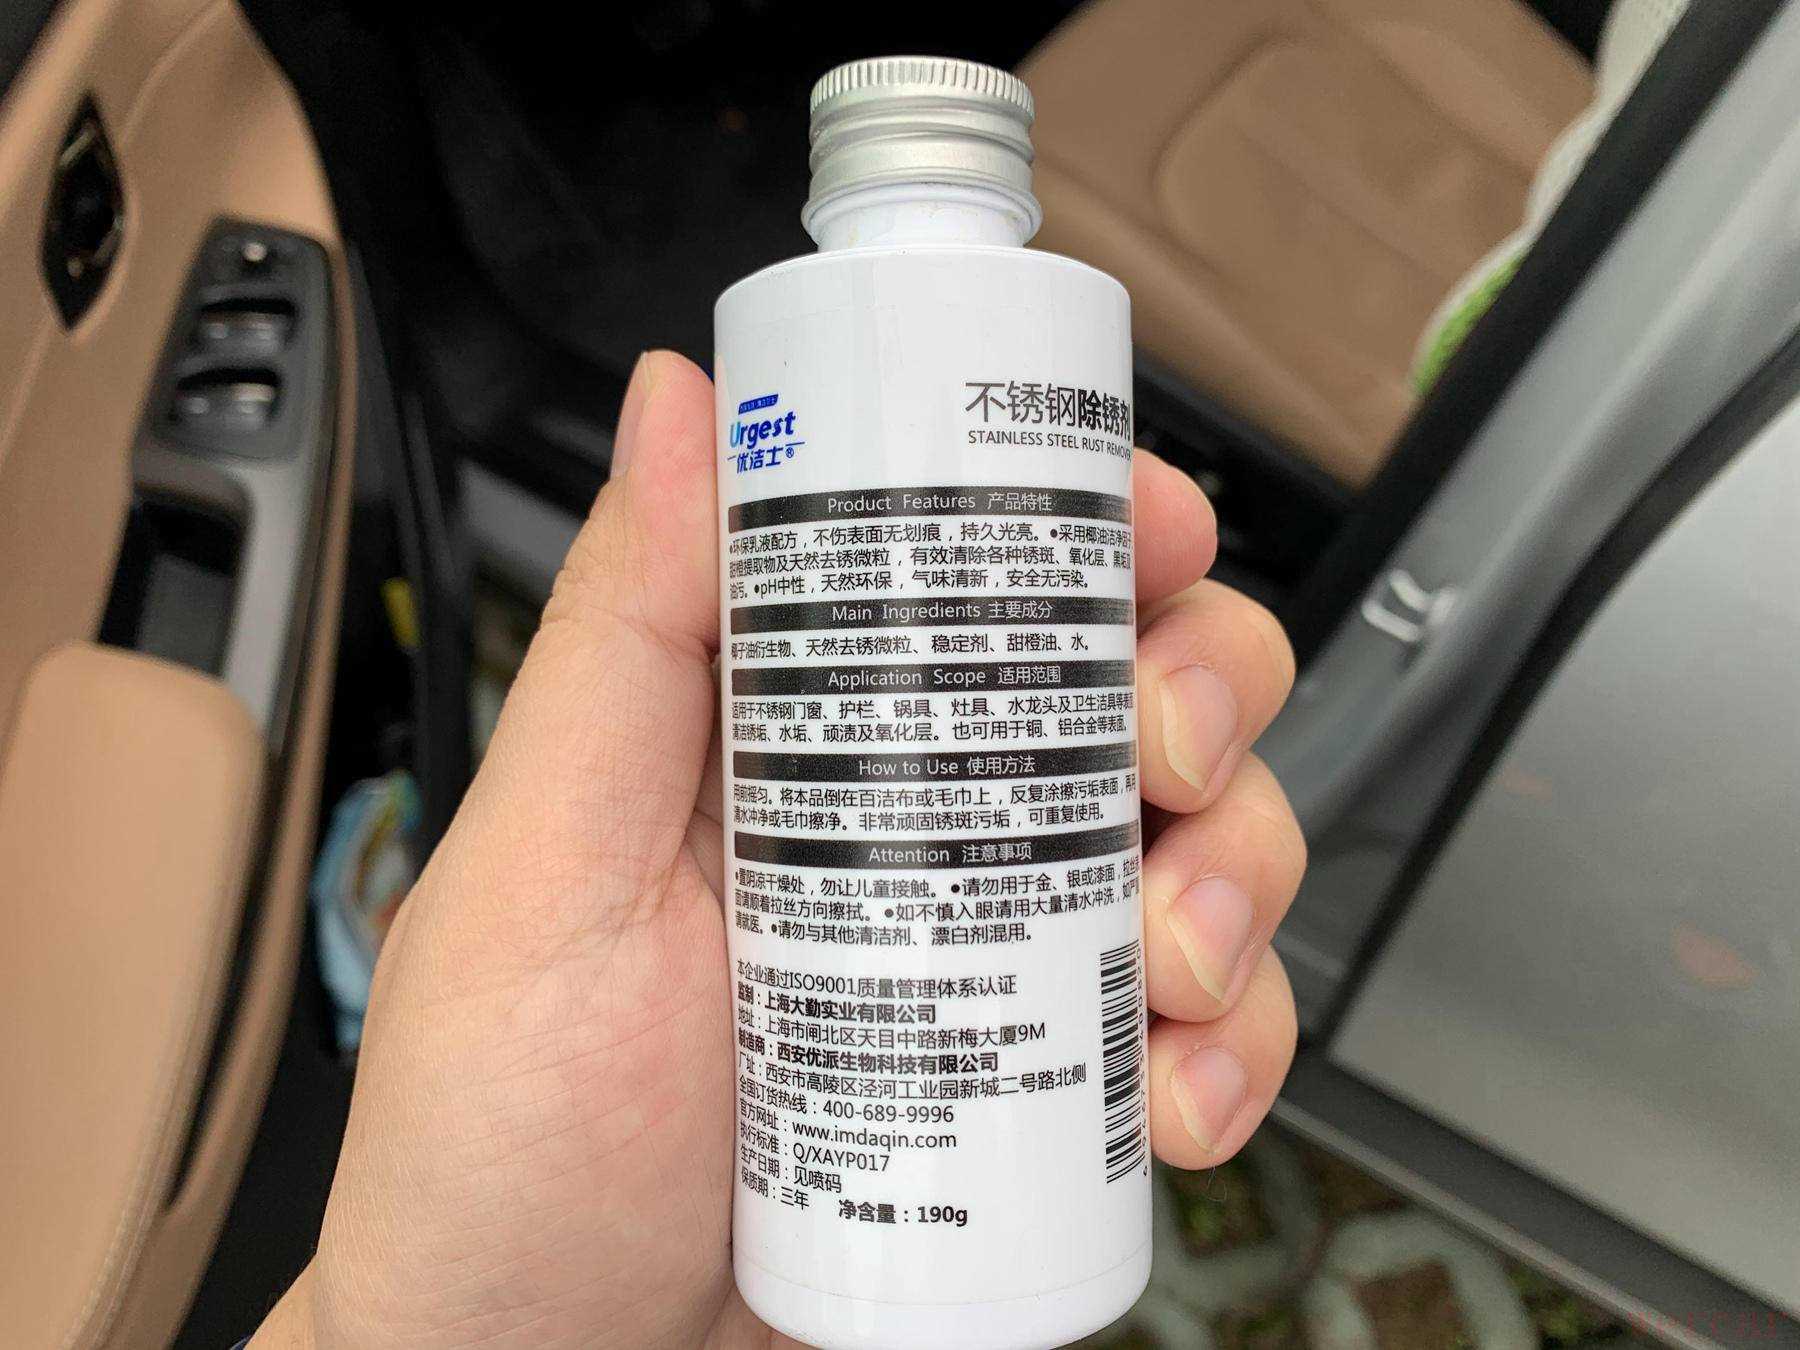 Urgest
优洁士®
不锈钢除锈剂
STAINLESS STEEL RUST REMOVER
Product Features 产品特性
•环保乳液配方，不伤表面无划痕，持久光亮。•采用椰油洁净因子
甜橙提取物及天然去锈微粒，有效清除各种锈斑、氧化层、黑垢及
油污。•pH中性，天然环保，气味清新，安全无污染。
Main Ingredients 主要成分
椰子油衍生物、天然去锈微粒、稳定剂、甜橙油、水。
Application Scope 适用范围
适用于不锈钢门窗、护栏、锅具、灶具、水龙头及卫生洁具等表面
清洁锈垢、水垢、顽渍及氧化层。也可用于铜、铝合金等表面。
How to Use 使用方法
用前摇匀。将本品倒在百洁布或毛巾上，反复涂擦污垢表面，再用
清水冲净或毛巾擦净。非常顽固锈斑污垢，可重复使用。
Attention 注意事项
•置阴凉干燥处，勿让儿童接触。•请勿用于金、银或漆面，拉丝表
面请顺着拉丝方向擦拭。•如不慎入眼请用大量清水冲洗，如严重
请就医。•请勿与其他清洁剂、漂白剂混用。
本企业通过ISO9001质量管理体系认证
监制：上海大勤实业有限公司
地址：上海市闸北区天目中路新梅大厦9M
制造商：西安优派生物科技有限公司
厂址：西安市高陵区泾河工业园新城二号路北侧
全国订货热线：400-689-9996
官方网址：www.imdaqin.com
执行标准：Q/XAYP017
生产日期：见喷码
保质期：三年
净含量：190g